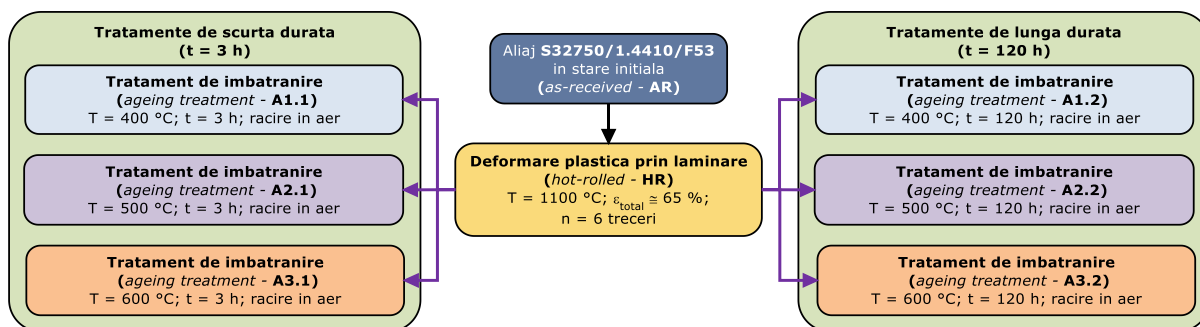 Tratamente de scurta durata
(t = 3 h)
Tratament de imbatranire
(ageing treatment - A1.1)
T = 400 °C; t = 3 h; racire in aer
Tratament de imbatranire
(ageing treatment - A2.1)
T = 500 °C; t = 3 h; racire in aer
Tratament de imbatranire
(ageing treatment - A3.1)
T = 600 °C; t = 3 h; racire in aer
Aliaj S32750/1.4410/F53
in stare initiala
(as-received - AR)
Deformare plastica prin laminare
(hot-rolled - HR)
T = 1100 °C; εtotal ≅ 65 %;
n = 6 treceri
Tratamente de lunga durata
(t = 120 h)
Tratament de imbatranire
(ageing treatment - A1.2)
T = 400 °C; t = 120 h; racire in aer
Tratament de imbatranire
(ageing treatment - A2.2)
T = 500 °C; t = 120 h; racire in aer
Tratament de imbatranire
(ageing treatment - A3.2)
T = 600 °C; t = 120 h; racire in aer